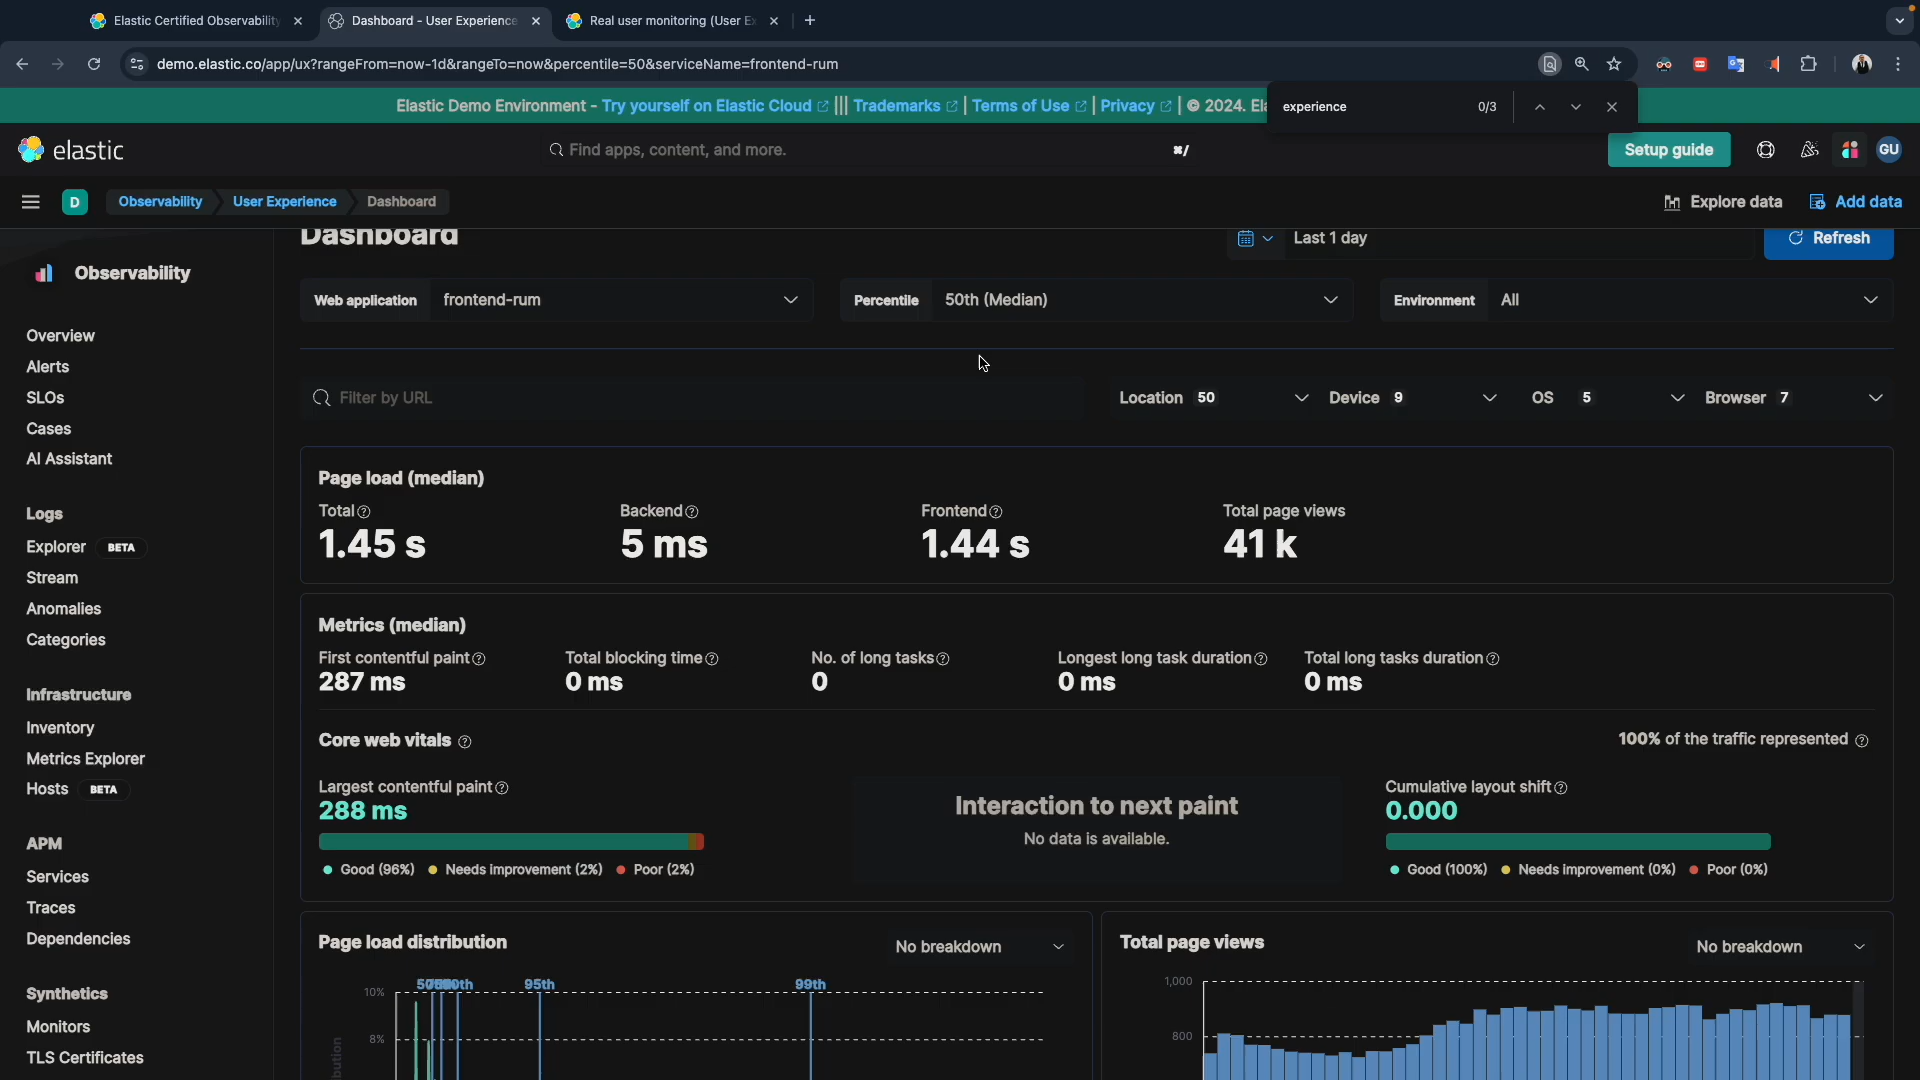 Elastic Certified Observability
Dashboard - User Experience
Real user monitoring (User Ex
demo.elastic.co/app/ux?rangeFrom=now-1d&rangeTo=now&percentile=50&serviceName=frontend-rum
Elastic Demo Environment - Try yourself on Elastic Cloud ||| Trademarks | Terms of Use | Privacy | © 2024. Ela
experience 0/3
elastic
Find apps, content, and more. ⌘/
Setup guide
GU
D Observability User Experience Dashboard
Explore data Add data
Dashboard
Last 1 day
Refresh
Observability
Web application frontend-rum
Percentile 50th (Median)
Environment All
Overview
Alerts
SLOs
Cases
AI Assistant
Logs
Explorer BETA
Stream
Anomalies
Categories
Infrastructure
Inventory
Metrics Explorer
Hosts BETA
APM
Services
Traces
Dependencies
Synthetics
Monitors
TLS Certificates
Filter by URL
Location 50 Device 9 OS 5 Browser 7
Page load (median)
Total Backend Frontend Total page views
1.45 s 5 ms 1.44 s 41 k
Metrics (median)
First contentful paint Total blocking time No. of long tasks Longest long task duration Total long tasks duration
287 ms 0 ms 0 0 ms 0 ms
Core web vitals 100% of the traffic represented
Largest contentful paint
288 ms
Good (96%) Needs improvement (2%) Poor (2%)
Interaction to next paint
No data is available.
Cumulative layout shift
0.000
Good (100%) Needs improvement (0%) Poor (0%)
Page load distribution No breakdown
95th 99th
10%
8%
Total page views No breakdown
1,000
800